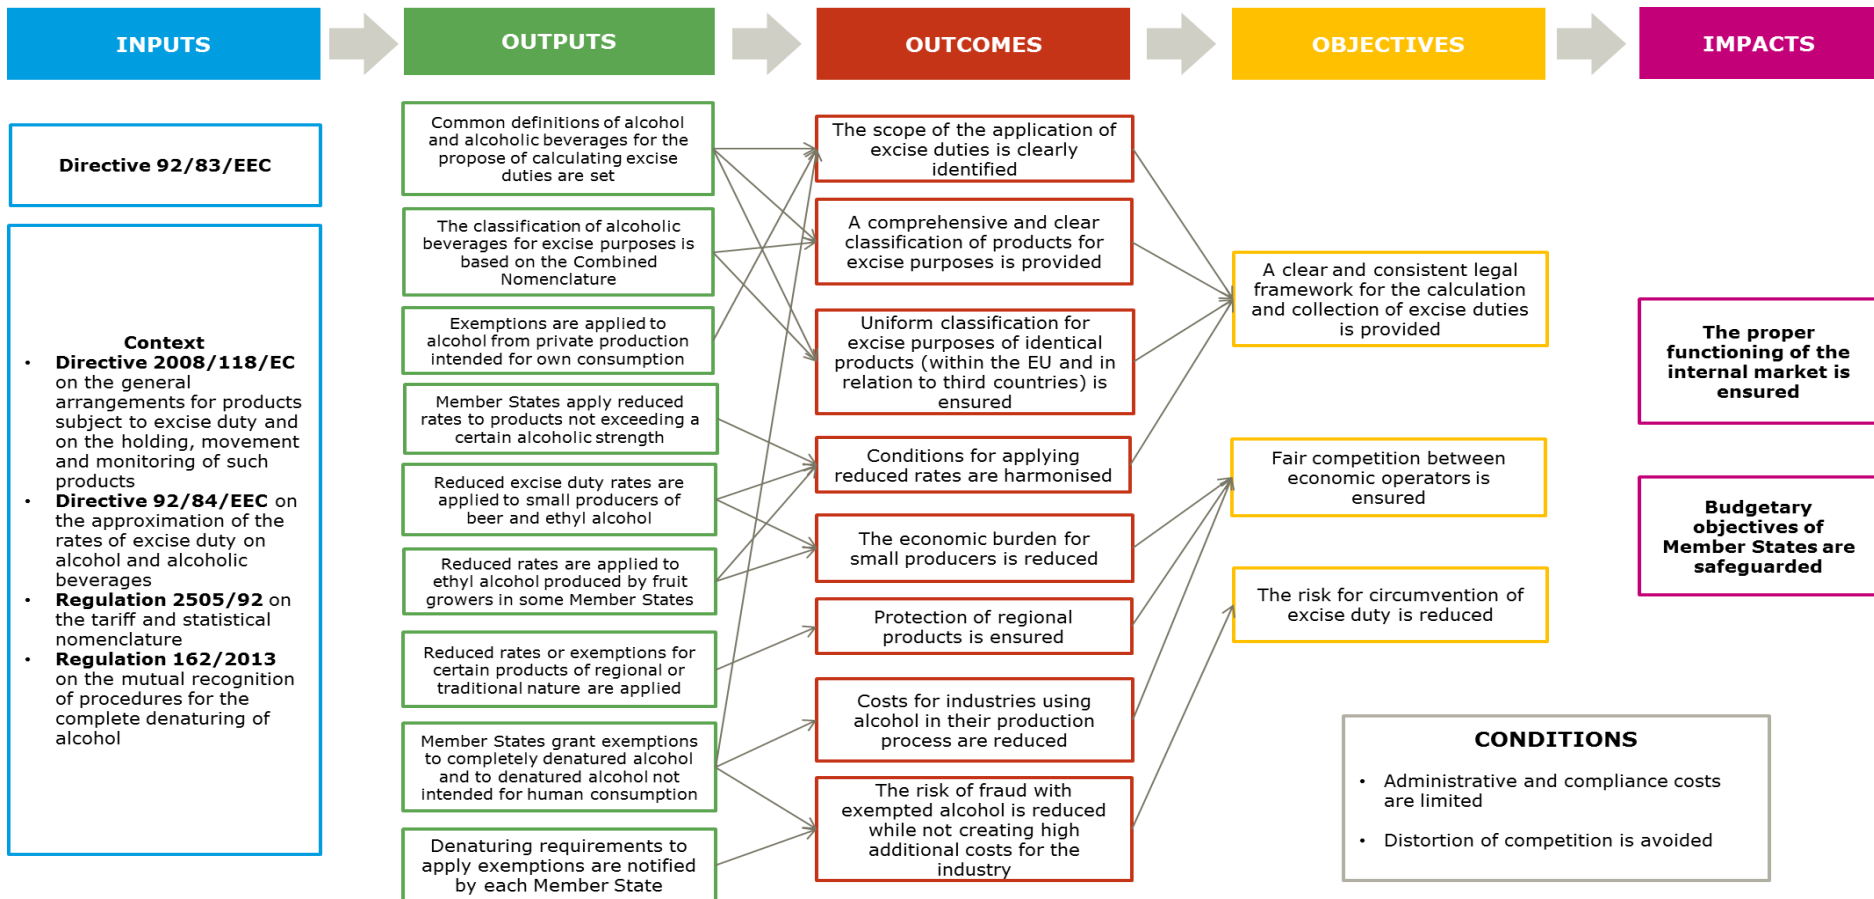 INPUTS
OUTPUTS
OUTCOMES
OBJECTIVES
IMPACTS
Directive 92/83/EEC
Context
• Directive 2008/118/EC
on the general
arrangements for products
subject to excise duty and
on the holding, movement
and monitoring of such
products
• Directive 92/84/EEC on
the approximation of the
rates of excise duty on
alcohol and alcoholic
beverages
• Regulation 2505/92 on
the tariff and statistical
nomenclature
• Regulation 162/2013
on the mutual recognition
of procedures for the
complete denaturing of
alcohol
Common definitions of alcohol
and alcoholic beverages for the
propose of calculating excise
duties are set
The classification of alcoholic
beverages for excise purposes is
based on the Combined
Nomenclature
Exemptions are applied to
alcohol from private production
intended for own consumption
Member States apply reduced
rates to products not exceeding a
certain alcoholic strength
Reduced excise duty rates are
applied to small producers of
beer and ethyl alcohol
Reduced rates are applied to
ethyl alcohol produced by fruit
growers in some Member States
Reduced rates or exemptions for
certain products of regional or
traditional nature are applied
Member States grant exemptions
to completely denatured alcohol
and to denatured alcohol not
intended for human consumption
Denaturing requirements to
apply exemptions are notified
by each Member State
The scope of the application of
excise duties is clearly
identified
A comprehensive and clear
classification of products for
excise purposes is provided
Uniform classification for
excise purposes of identical
products (within the EU and in
relation to third countries) is
ensured
Conditions for applying
reduced rates are harmonised
The economic burden for
small producers is reduced
Protection of regional
products is ensured
Costs for industries using
alcohol in their production
process are reduced
The risk of fraud with
exempted alcohol is reduced
while not creating high
additional costs for the
industry
A clear and consistent legal
framework for the calculation
and collection of excise duties
is provided
Fair competition between
economic operators is
ensured
The risk for circumvention of
excise duty is reduced
The proper
functioning of the
internal market is
ensured
Budgetary
objectives of
Member States are
safeguarded
CONDITIONS
• Administrative and compliance costs
are limited
• Distortion of competition is avoided